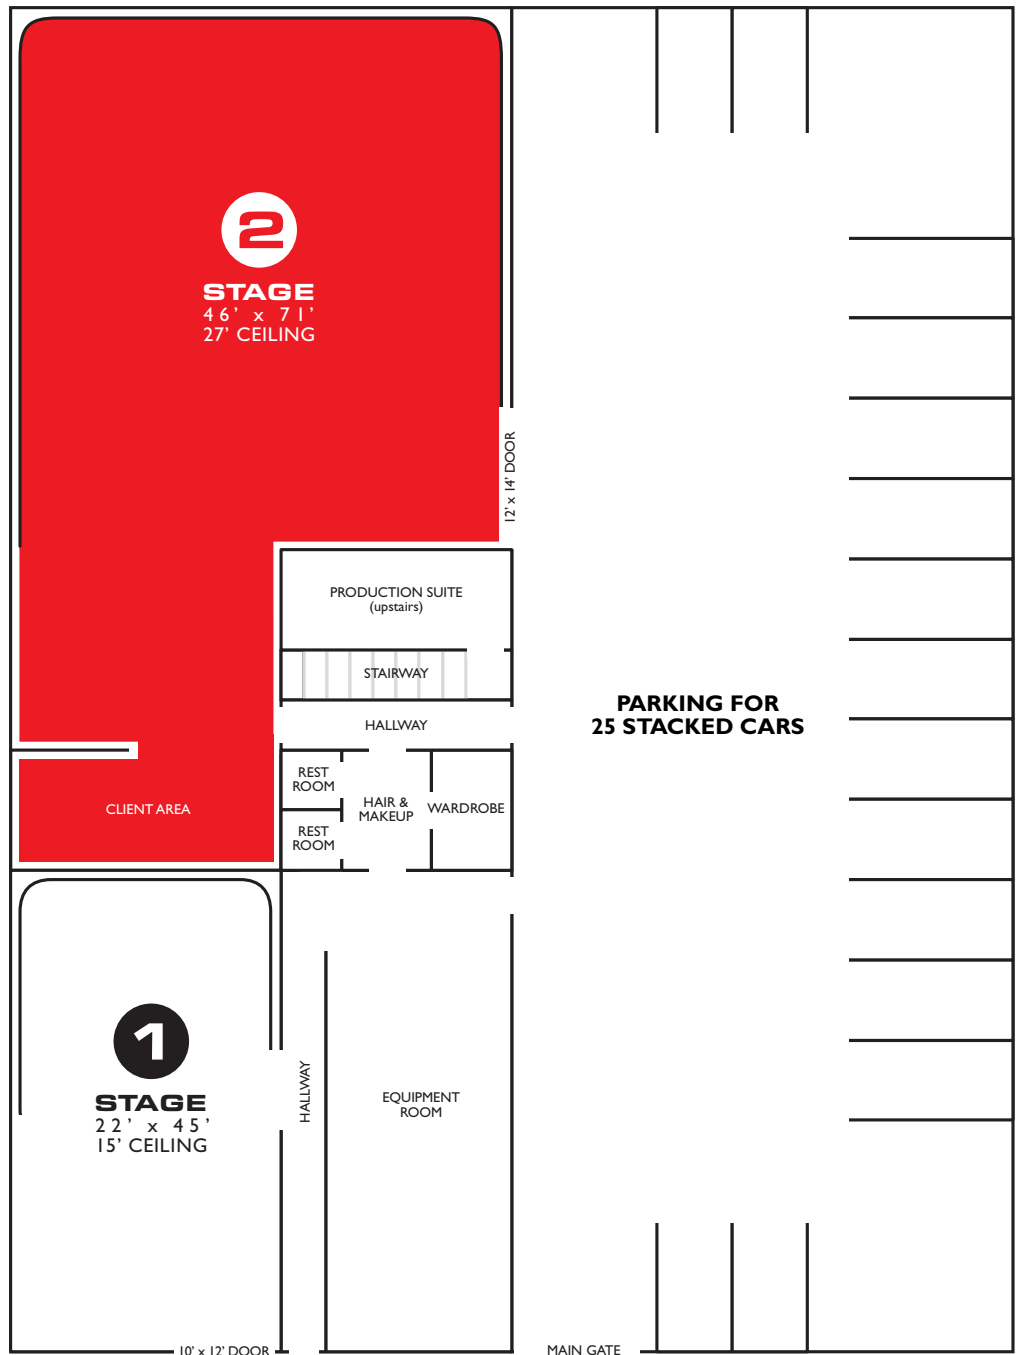 2
STAGE
46' x 71'
27' CEILING
12' x 14' DOOR
PRODUCTION SUITE
(upstairs)
STAIRWAY
HALLWAY
PARKING FOR
25 STACKED CARS
REST
ROOM
HAIR &
MAKEUP
WARDROBE
CLIENT AREA
REST
ROOM
1
STAGE
22' x 45'
15' CEILING
HALLWAY
EQUIPMENT
ROOM
10' x 12' DOOR
MAIN GATE